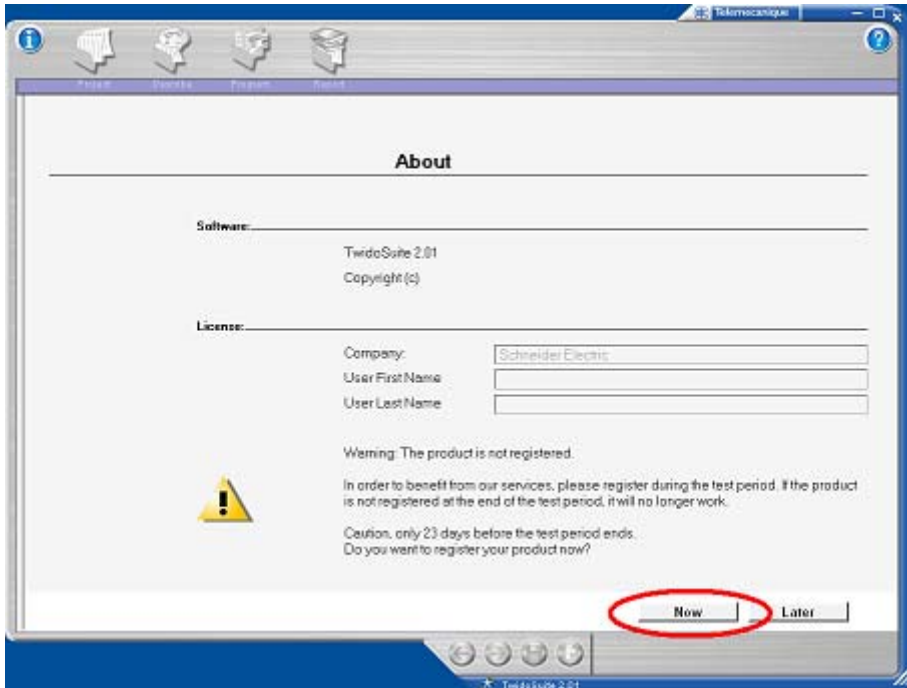 Telemecanique
Project Describe Program Report
About
Software:
TwidoSuite 2.01
Copyright (c)
License:
Company: Schneider Electric
User First Name
User Last Name
Warning: The product is not registered.
In order to benefit from our services, please register during the test period. If the product
is not registered at the end of the test period, it will no longer work.
Caution, only 23 days before the test period ends.
Do you want to register your product now?
Now Later
TwidoSuite 2.01